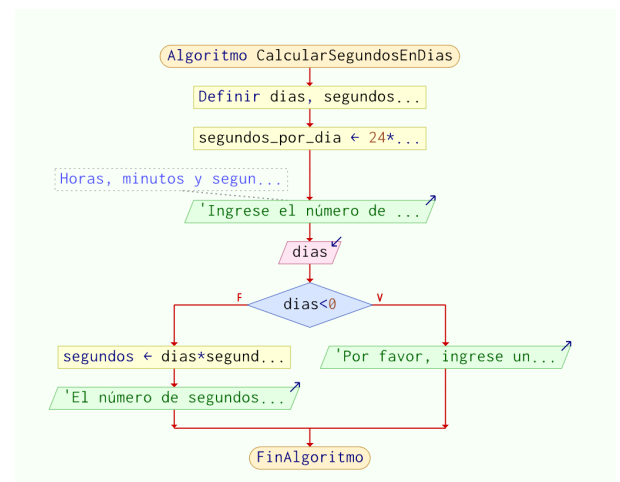 Algoritmo CalcularSegundosEnDias
Definir dias, segundos...
segundos_por_dia ← 24*...
Horas, minutos y segun...
'Ingrese el número de ...
dias
dias<0
F
V
segundos ← dias*segund...
'Por favor, ingrese un...
'El número de segundos...
FinAlgoritmo